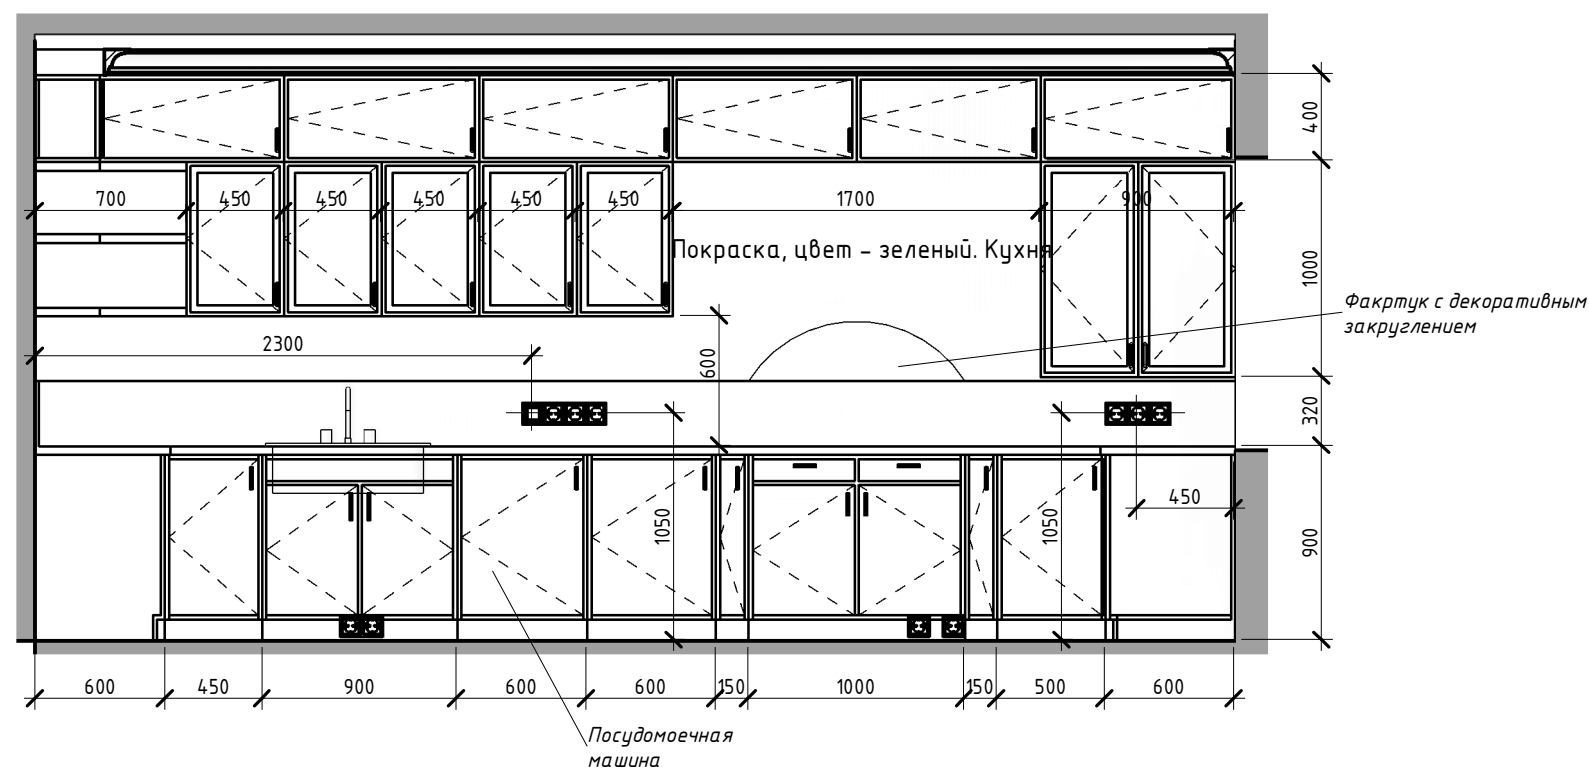 400
700 450 450 450 450 450 1700 900
Покраска, цвет - зеленый. Кухня
1000
Факртук с декоративным
закруглением
2300
600
320
450
1050
1050
900
600 450 900 600 600 150 1000 150 500 600
Посудомоечная
машина